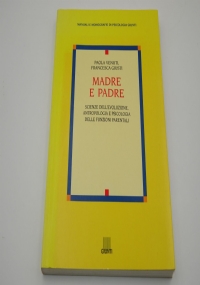 PAOLA VENUTI,
FRANCESCA GIUSTI
MADRE
E PADRE
SCIENZE DELL'EVOLUZIONE,
ANTROPOLOGIA E PSICOLOGIA
DELLE FUNZIONI PARENTALI
GIUNTI